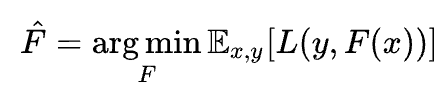 F̂ = arg min_F 𝔼_{x,y}[L(y, F(x))]